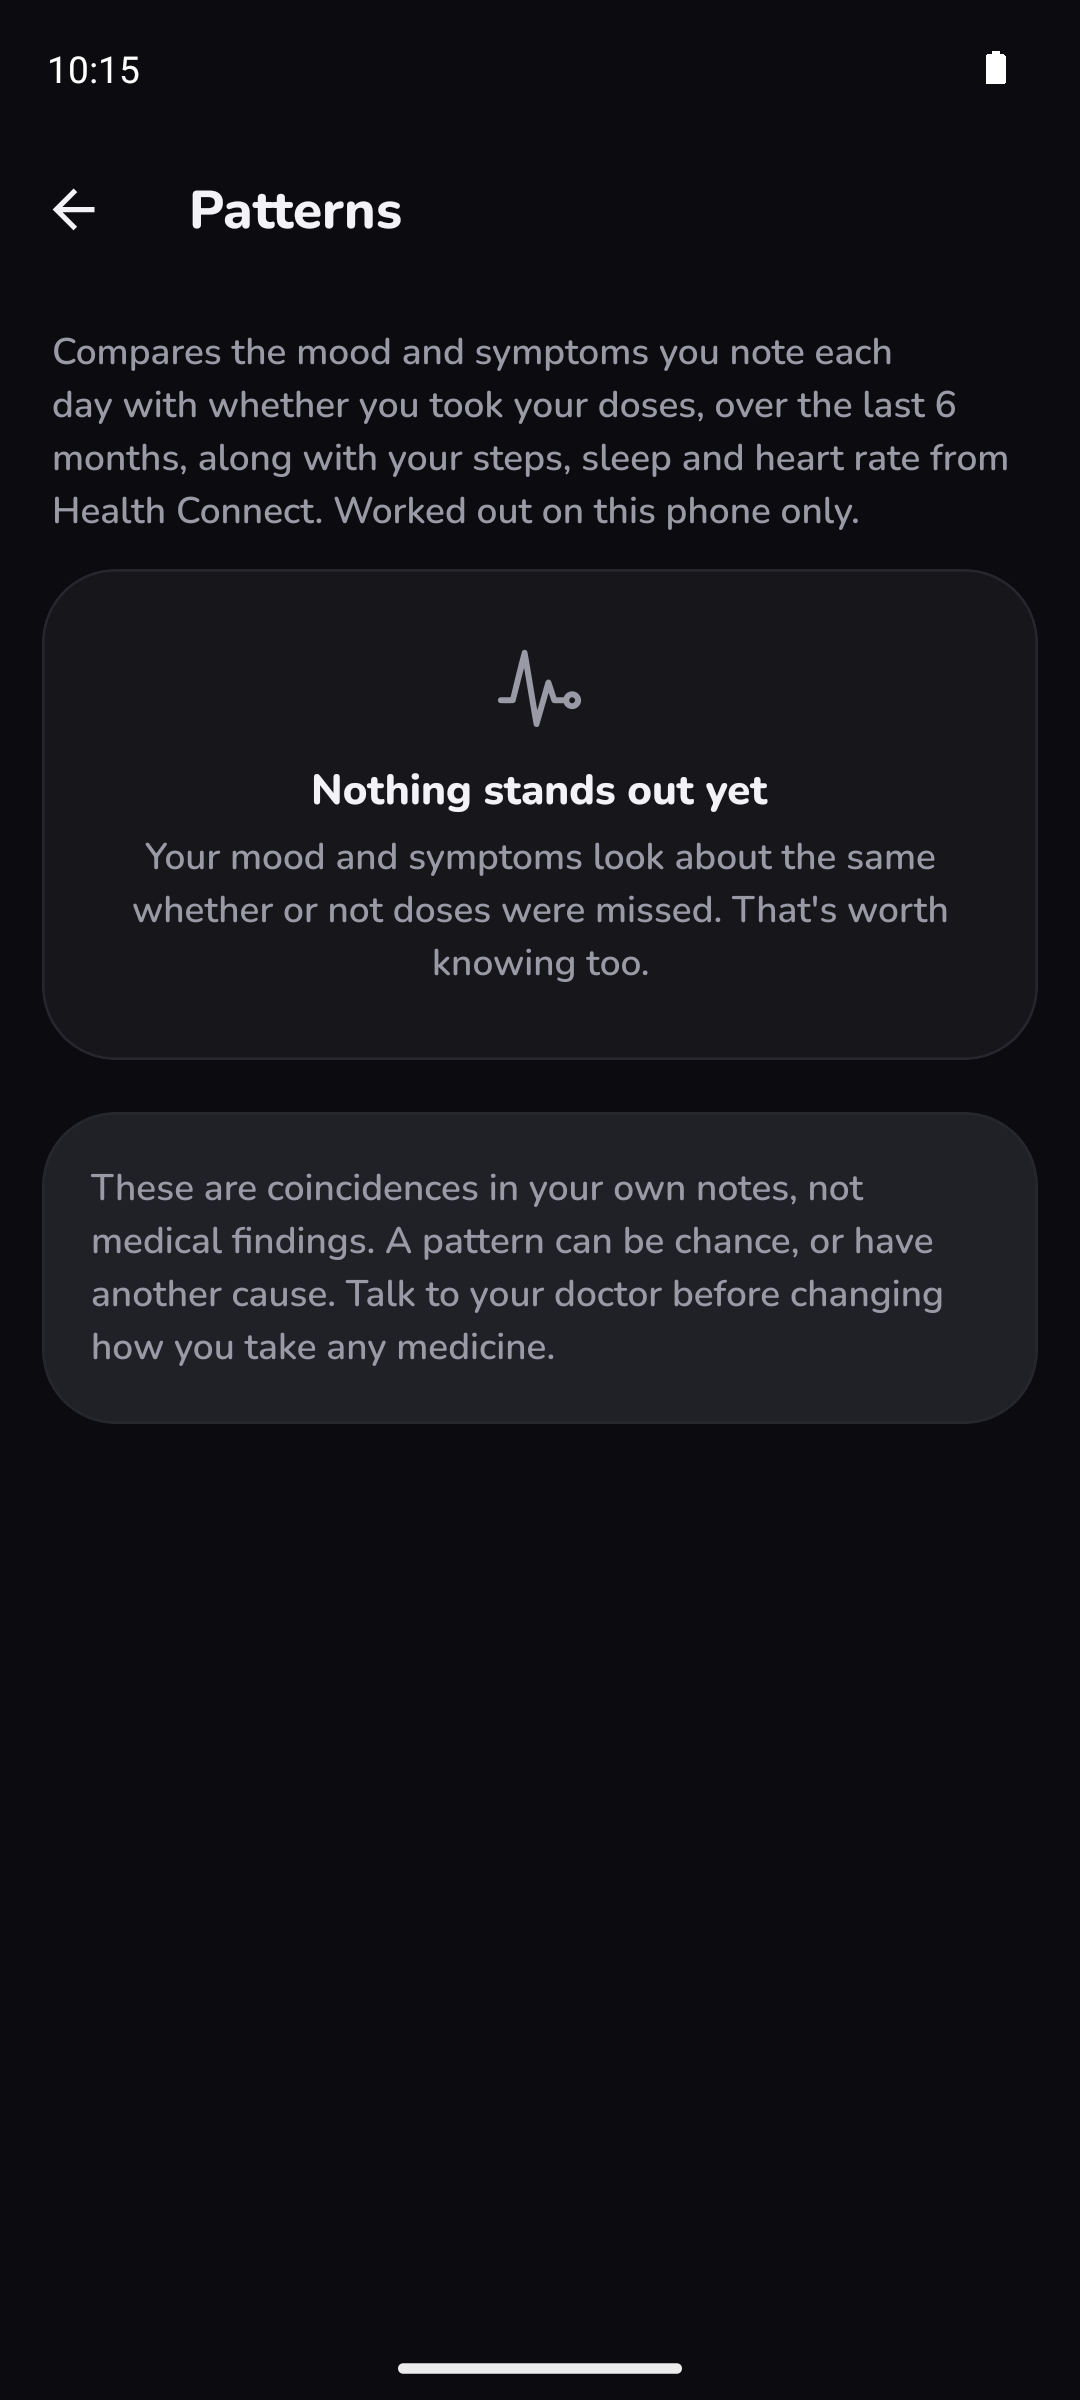 10:15
Patterns
Compares the mood and symptoms you note each
day with whether you took your doses, over the last 6
months, along with your steps, sleep and heart rate from
Health Connect. Worked out on this phone only.
Nothing stands out yet
Your mood and symptoms look about the same
whether or not doses were missed. That's worth
knowing too.
These are coincidences in your own notes, not
medical findings. A pattern can be chance, or have
another cause. Talk to your doctor before changing
how you take any medicine.